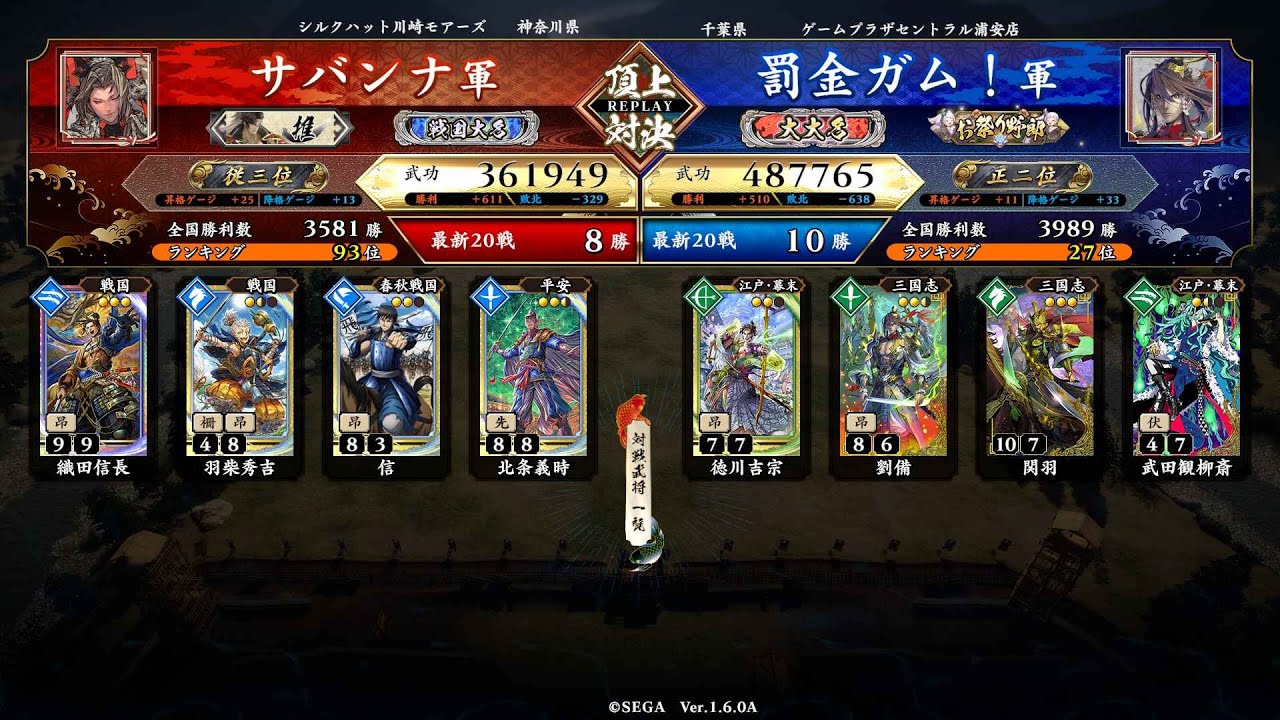 シルクハット川崎モアーズ 神奈川県
千葉県 ゲームプラザセントラル浦安店
サバンナ軍
頂上
REPLAY
対決
罰金ガム！軍
推
戦国大名
大大名
お祭り野郎
従三位
武功 361949
武功 487765
正二位
昇格ゲージ +25 降格ゲージ +13
勝利 +611 敗北 -329
勝利 +510 敗北 -638
昇格ゲージ +11 降格ゲージ +33
全国勝利数 3581勝
最新20戦 8勝
最新20戦 10勝
全国勝利数 3989勝
ランキング 93位
ランキング 27位
戦国
戦国
春秋戦国
平安
江戸・幕末
三国志
三国志
江戸・幕末
昂
柵 昂
昂
先
昂
昂
伏
9 9
4 8
8 3
8 8
7 7
8 6
10 7
4 7
織田信長
羽柴秀吉
信
北条義時
徳川吉宗
劉備
関羽
武田観柳斎
対戦武将一覧
©SEGA Ver.1.6.0A